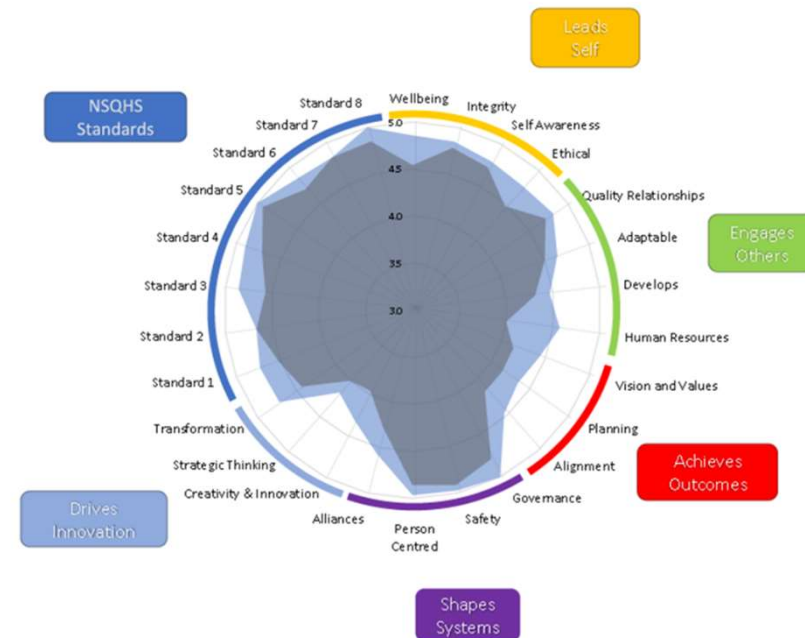 Leads
Self
NSQHS
Standards
Standard 8
Wellbeing
Integrity
Standard 7
Self Awareness
Standard 6
Ethical
Standard 5
Quality Relationships
Standard 4
Adaptable
Engages
Others
Standard 3
Develops
Standard 2
Human Resources
Standard 1
Vision and Values
Transformation
Planning
Strategic Thinking
Alignment
Achieves
Outcomes
Creativity & Innovation
Governance
Alliances
Person
Centred
Safety
Drives
Innovation
Shapes
Systems
5.0
4.5
4.0
3.5
3.0